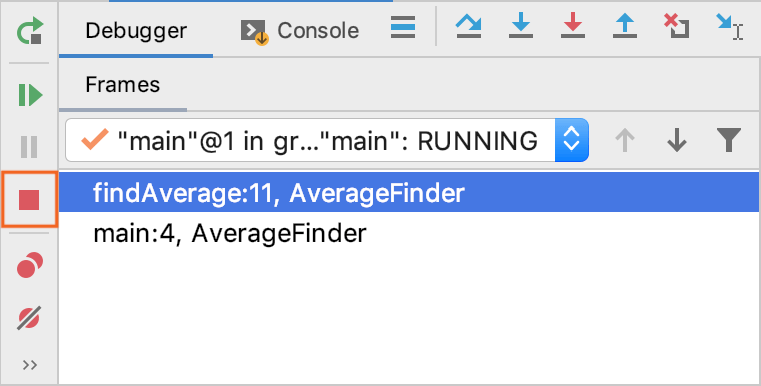 Debugger Console
Frames
"main"@1 in gr..."main": RUNNING
findAverage:11, AverageFinder
main:4, AverageFinder